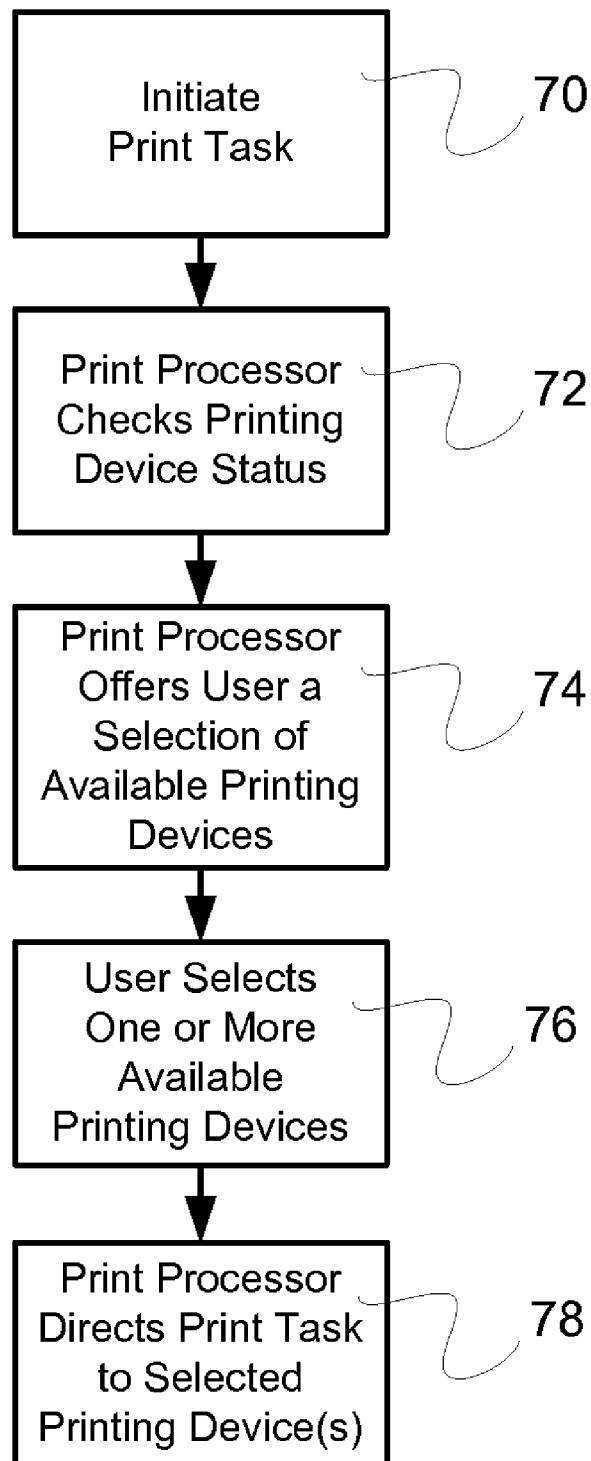 Initiate
Print Task
70
Print Processor
Checks Printing
Device Status
72
Print Processor
Offers User a
Selection of
Available Printing
Devices
74
User Selects
One or More
Available
Printing Devices
76
Print Processor
Directs Print Task
to Selected
Printing Device(s)
78